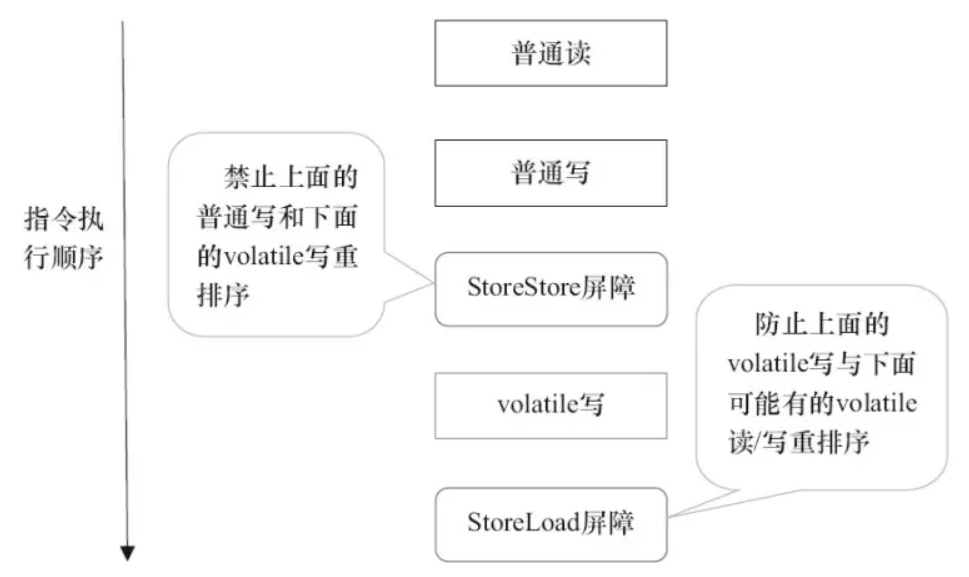 普通读
普通写
禁止上面的
普通写和下面
的volatile写重
排序
指令执
行顺序
StoreStore屏障
防止上面的
volatile写与下面
可能有的volatile
读/写重排序
volatile写
StoreLoad屏障